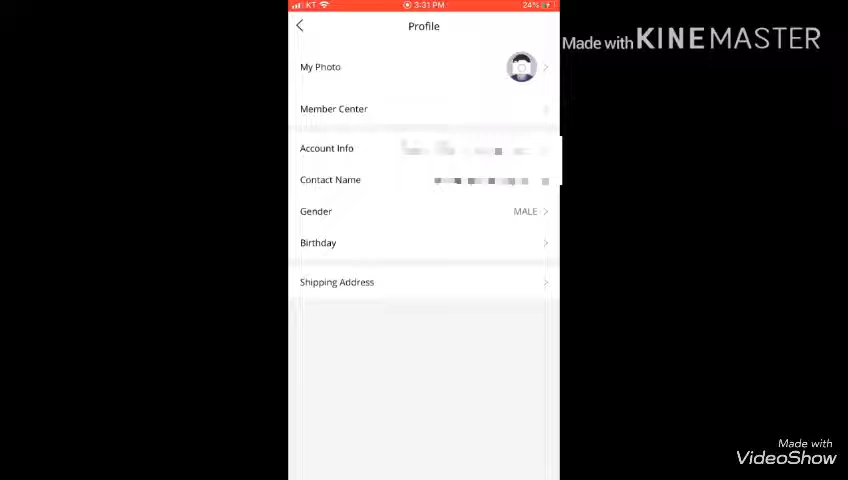 KT 3:31 PM 24%
Profile
Made with KINEMASTER
My Photo
Member Center
Account Info
Contact Name
Gender MALE
Birthday
Shipping Address
Made with
VideoShow